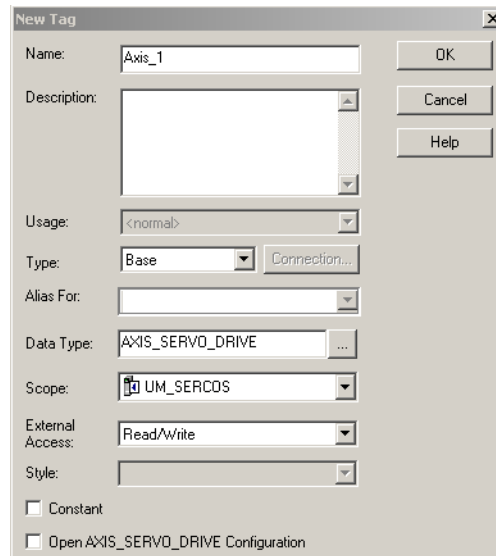 New Tag
Name: Axis_1 OK
Description: Cancel
Help
Usage: <normal>
Type: Base Connection...
Alias For:
Data Type: AXIS_SERVO_DRIVE ...
Scope: UM_SERCOS
External
Access: Read/Write
Style:
Constant
Open AXIS_SERVO_DRIVE Configuration